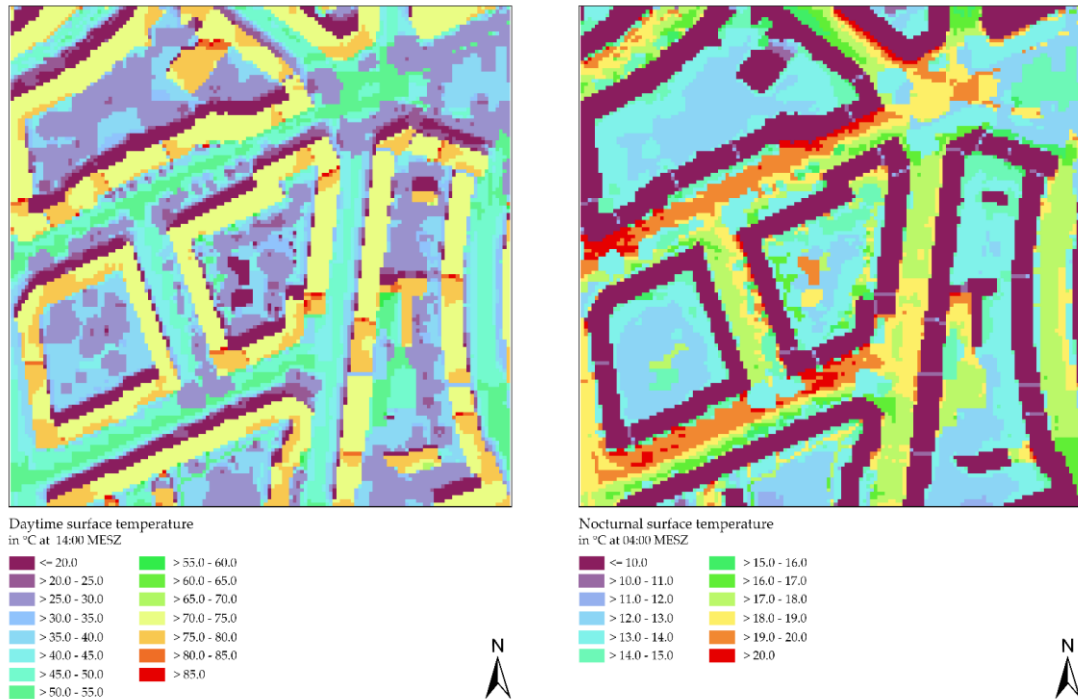 Daytime surface temperature
in °C at 14:00 MESZ
<= 20.0
> 20.0 - 25.0
> 25.0 - 30.0
> 30.0 - 35.0
> 35.0 - 40.0
> 40.0 - 45.0
> 45.0 - 50.0
> 50.0 - 55.0
> 55.0 - 60.0
> 60.0 - 65.0
> 65.0 - 70.0
> 70.0 - 75.0
> 75.0 - 80.0
> 80.0 - 85.0
> 85.0
N
Nocturnal surface temperature
in °C at 04:00 MESZ
<= 10.0
> 10.0 - 11.0
> 11.0 - 12.0
> 12.0 - 13.0
> 13.0 - 14.0
> 14.0 - 15.0
> 15.0 - 16.0
> 16.0 - 17.0
> 17.0 - 18.0
> 18.0 - 19.0
> 19.0 - 20.0
> 20.0
N